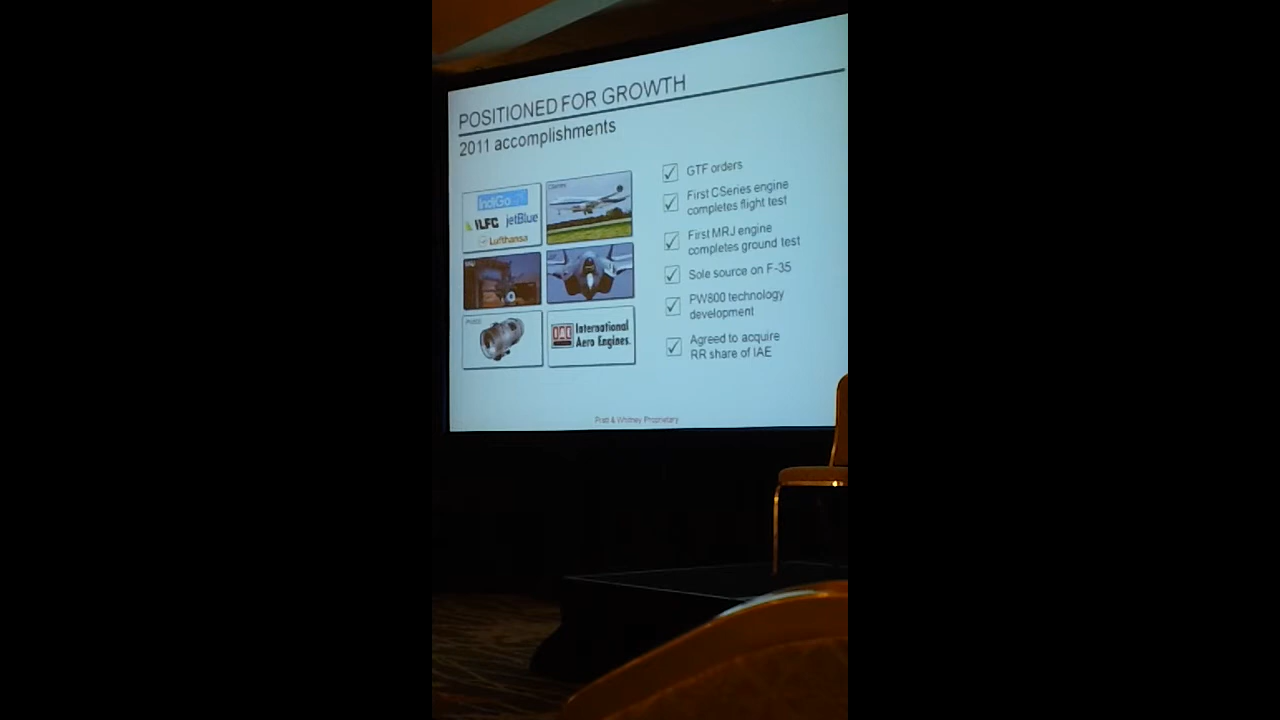 POSITIONED FOR GROWTH
2011 accomplishments
IndiGo
ILFC jetBlue
Lufthansa
CSeries
International
Aero Engines.
GTF orders
First CSeries engine
completes flight test
First MRJ engine
completes ground test
Sole source on F-35
PW800 technology
development
Agreed to acquire
RR share of IAE
Pratt & Whitney Proprietary